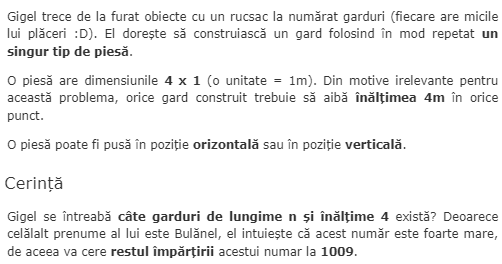 Gigel trece de la furat obiecte cu un rucsac la numărat garduri (fiecare are micile
lui plăceri :D). El dorește să construiască un gard folosind în mod repetat un
singur tip de piesă.
O piesă are dimensiunile 4 x 1 (o unitate = 1m). Din motive irelevante pentru
această problema, orice gard construit trebuie să aibă înălțimea 4m în orice
punct.
O piesă poate fi pusă în poziție orizontală sau în poziție verticală.
Cerință
Gigel se întreabă câte garduri de lungime n și înălțime 4 există? Deoarece
celălalt prenume al lui este Bulănel, el intuiește că acest număr este foarte mare,
de aceea va cere restul împărțirii acestui numar la 1009.